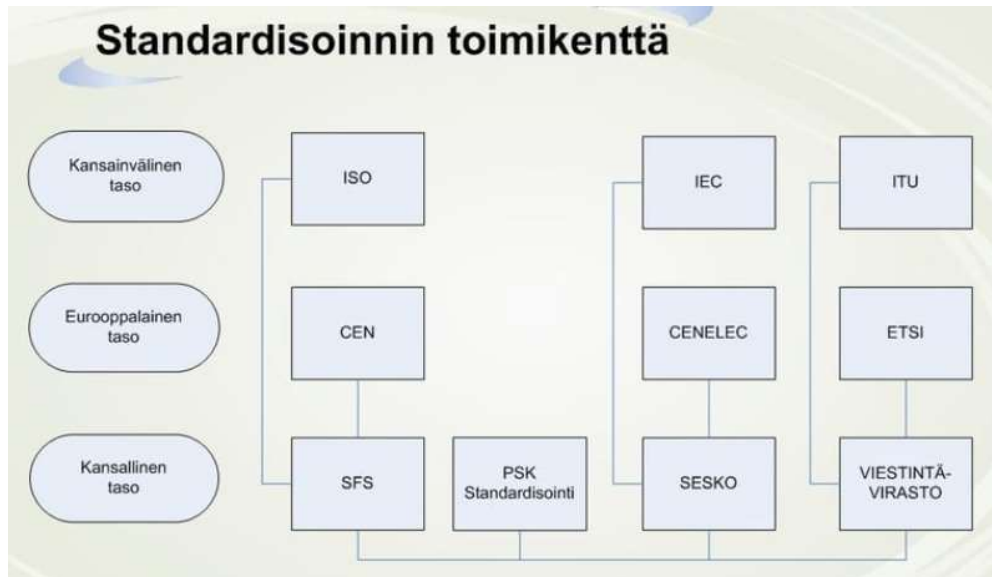 Standardisoinnin toimikenttä
Kansainvälinen
taso
ISO
IEC
ITU
Eurooppalainen
taso
CEN
CENELEC
ETSI
Kansallinen
taso
SFS
PSK
Standardisointi
SESKO
VIESTINTÄ-
VIRASTO